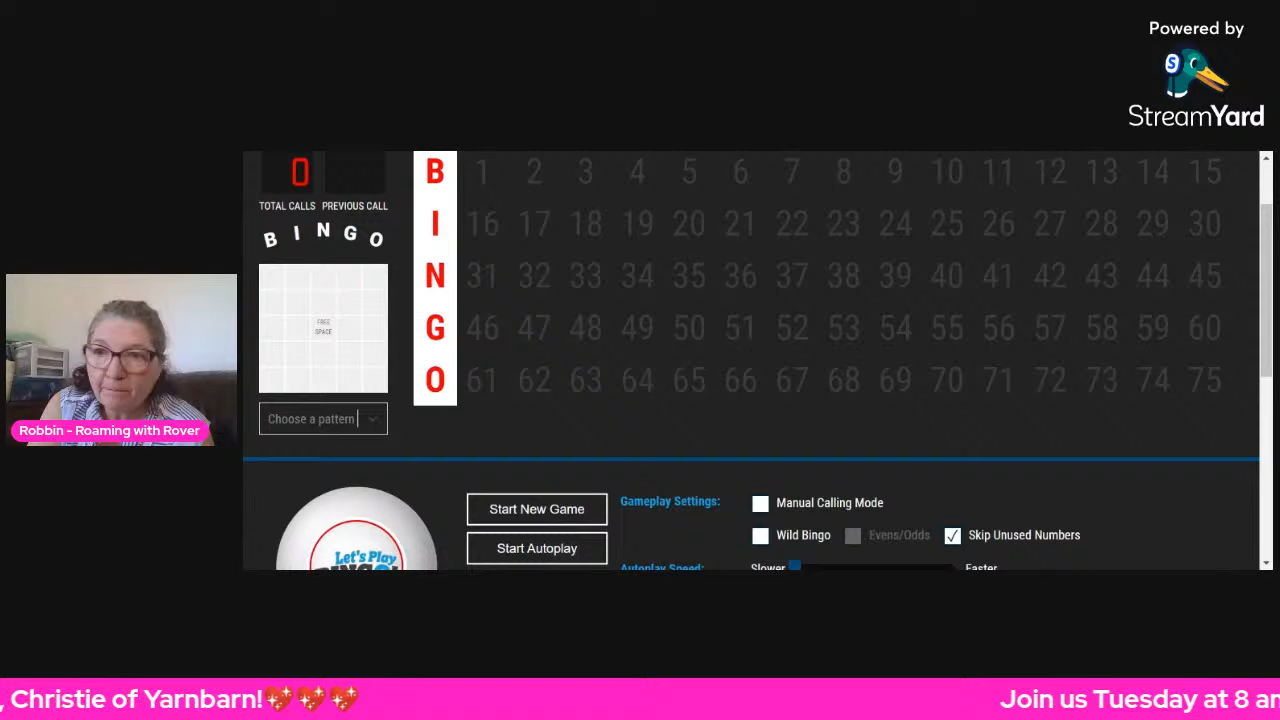 Powered by
S
StreamYard
0
TOTAL CALLS PREVIOUS CALL
BINGO
FREE
SPACE
Choose a pattern
B 1 2 3 4 5 6 7 8 9 10 11 12 13 14 15
I 16 17 18 19 20 21 22 23 24 25 26 27 28 29 30
N 31 32 33 34 35 36 37 38 39 40 41 42 43 44 45
G 46 47 48 49 50 51 52 53 54 55 56 57 58 59 60
O 61 62 63 64 65 66 67 68 69 70 71 72 73 74 75
Robbin - Roaming with Rover
Let's Play
BINGO!
Start New Game
Start Autoplay
Gameplay Settings: Manual Calling Mode
Wild Bingo Evens/Odds Skip Unused Numbers
Autoplay Speed: Slower Faster
, Christie of Yarnbarn!💖💖💖 Join us Tuesday at 8 am